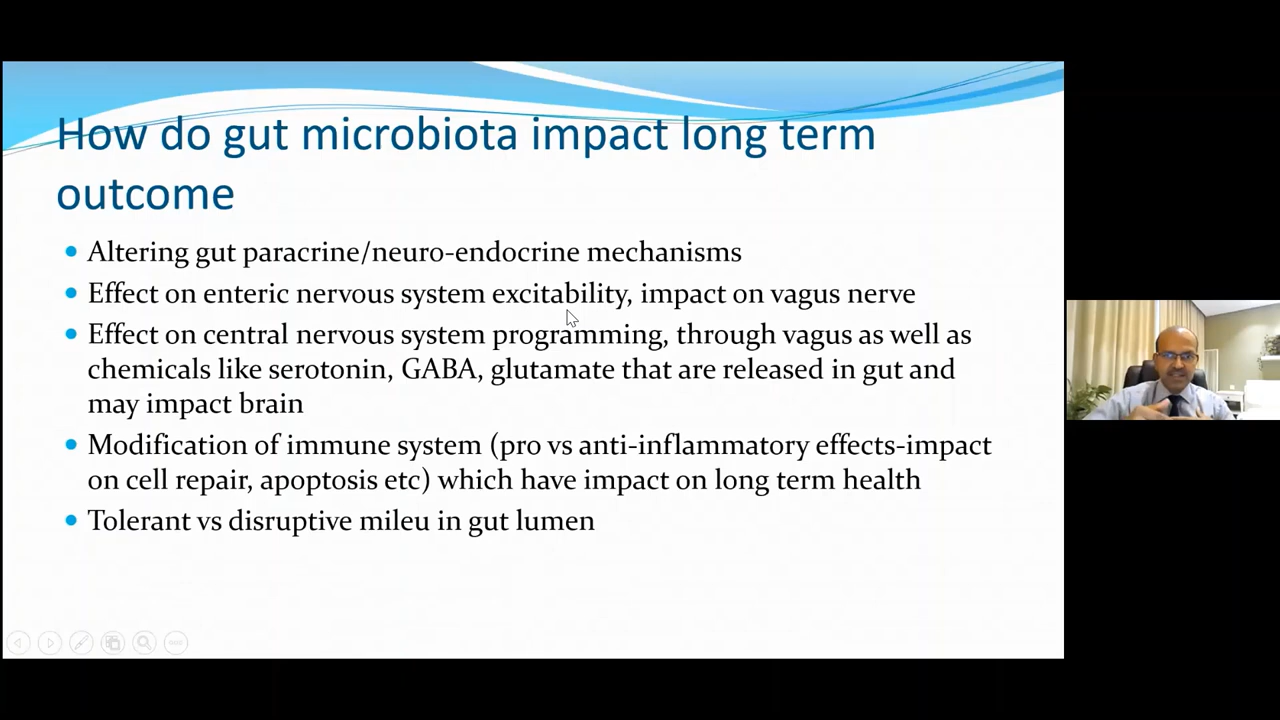 How do gut microbiota impact long term
outcome
• Altering gut paracrine/neuro-endocrine mechanisms
• Effect on enteric nervous system excitability, impact on vagus nerve
• Effect on central nervous system programming, through vagus as well as
chemicals like serotonin, GABA, glutamate that are released in gut and
may impact brain
• Modification of immune system (pro vs anti-inflammatory effects-impact
on cell repair, apoptosis etc) which have impact on long term health
• Tolerant vs disruptive mileu in gut lumen